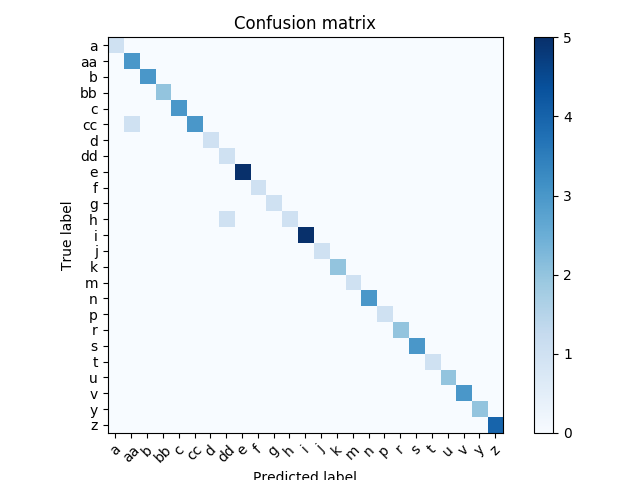 Confusion matrix
a
aa
b
bb
c
cc
d
dd
e
f
g
h
i
j
k
m
n
p
r
s
t
u
v
y
z
True label
a aa b bb c cc d dd e f g h i j k m n p r s t u v y z
Predicted label
5
4
3
2
1
0